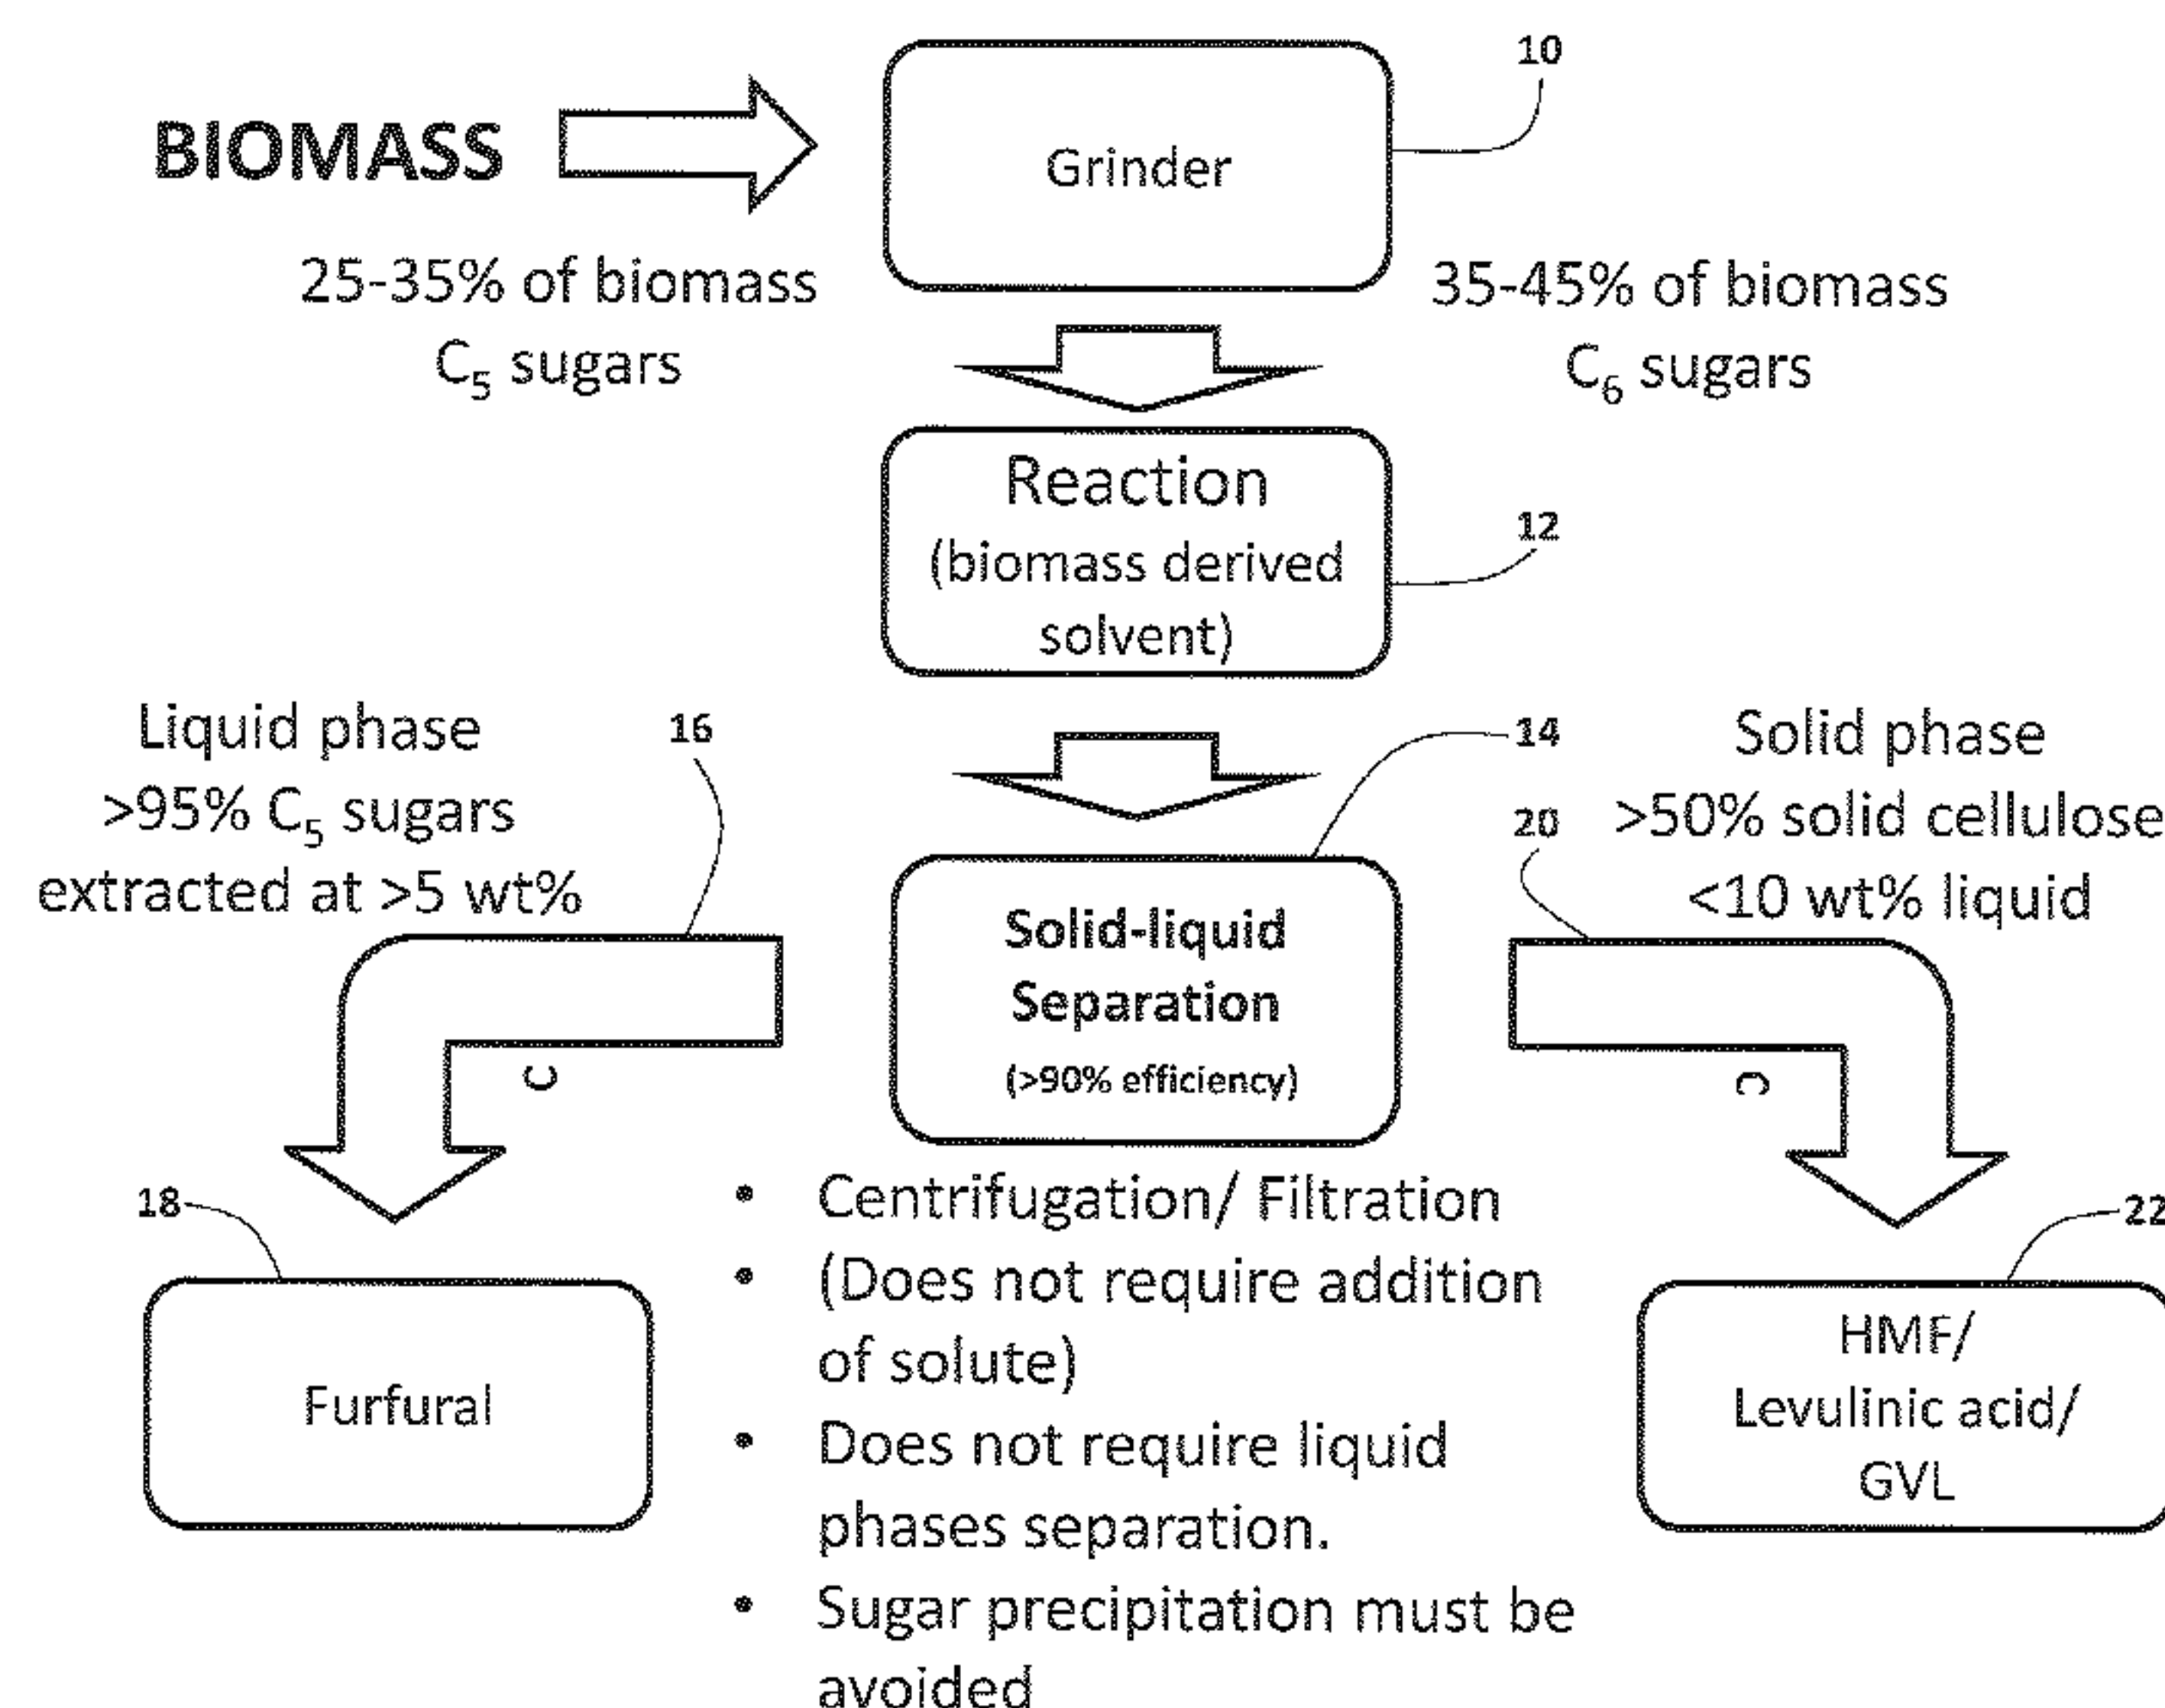 10
BIOMASS
Grinder
25-35% of biomass
C₅ sugars
35-45% of biomass
C₆ sugars
Reaction
(biomass derived
solvent)
12
Liquid phase
>95% C₅ sugars
extracted at >5 wt%
16
14
Solid phase
>50% solid cellulose
<10 wt% liquid
20
Solid-liquid
Separation
(>90% efficiency)
C
C
18
Furfural
• Centrifugation/ Filtration
• (Does not require addition
of solute)
• Does not require liquid
phases separation.
• Sugar precipitation must be
avoided
22
HMF/
Levulinic acid/
GVL